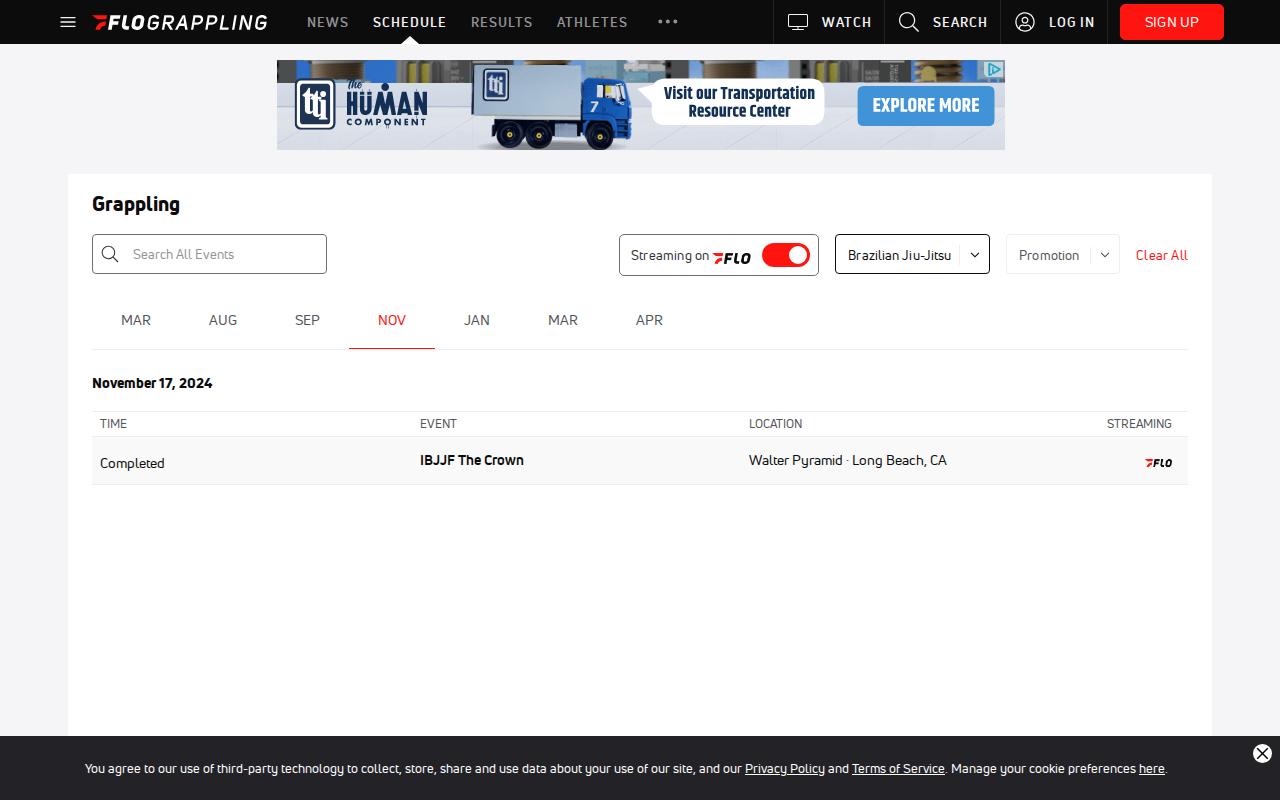 FLOGRAPPLING NEWS SCHEDULE RESULTS ATHLETES ••• WATCH SEARCH LOG IN SIGN UP
tti The HUMAN COMPONENT tti 7 Visit our Transportation Resource Center EXPLORE MORE
Grappling
Search All Events Streaming on FLO Brazilian Jiu-Jitsu Promotion Clear All
MAR AUG SEP NOV JAN MAR APR
November 17, 2024
TIME EVENT LOCATION STREAMING
Completed IBJJF The Crown Walter Pyramid · Long Beach, CA FLO
You agree to our use of third-party technology to collect, store, share and use data about your use of our site, and our Privacy Policy and Terms of Service. Manage your cookie preferences here.